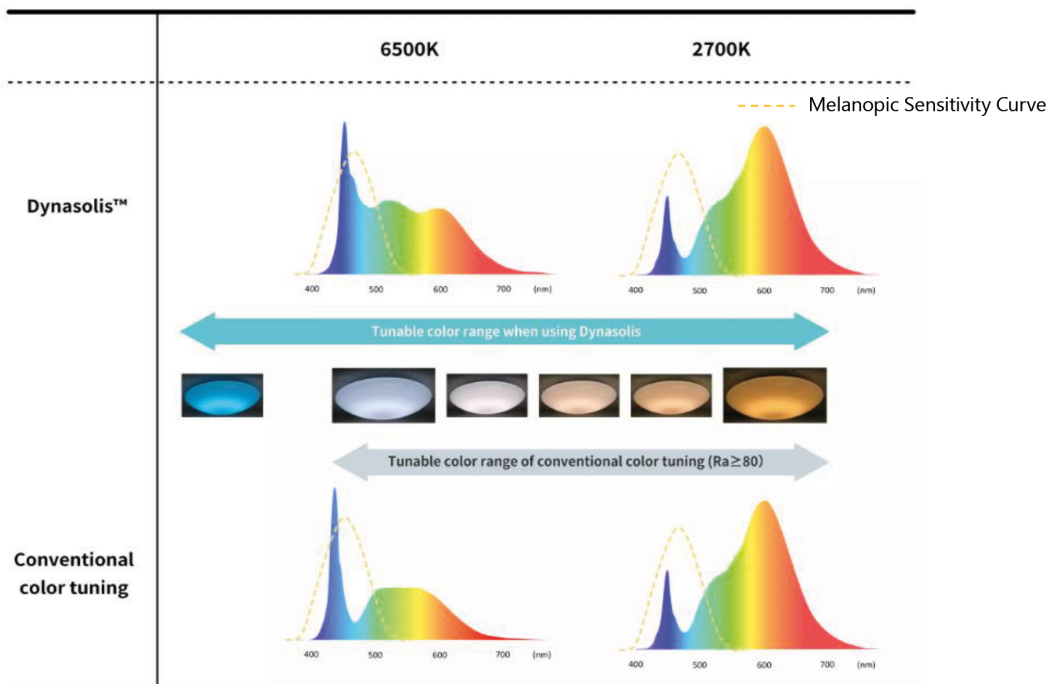 6500K
2700K
Melanopic Sensitivity Curve
Dynasolis™
400 500 600 700 (nm)
400 500 600 700 (nm)
Tunable color range when using Dynasolis
Tunable color range of conventional color tuning (Ra≧80)
Conventional
color tuning
400 500 600 700 (nm)
400 500 600 700 (nm)